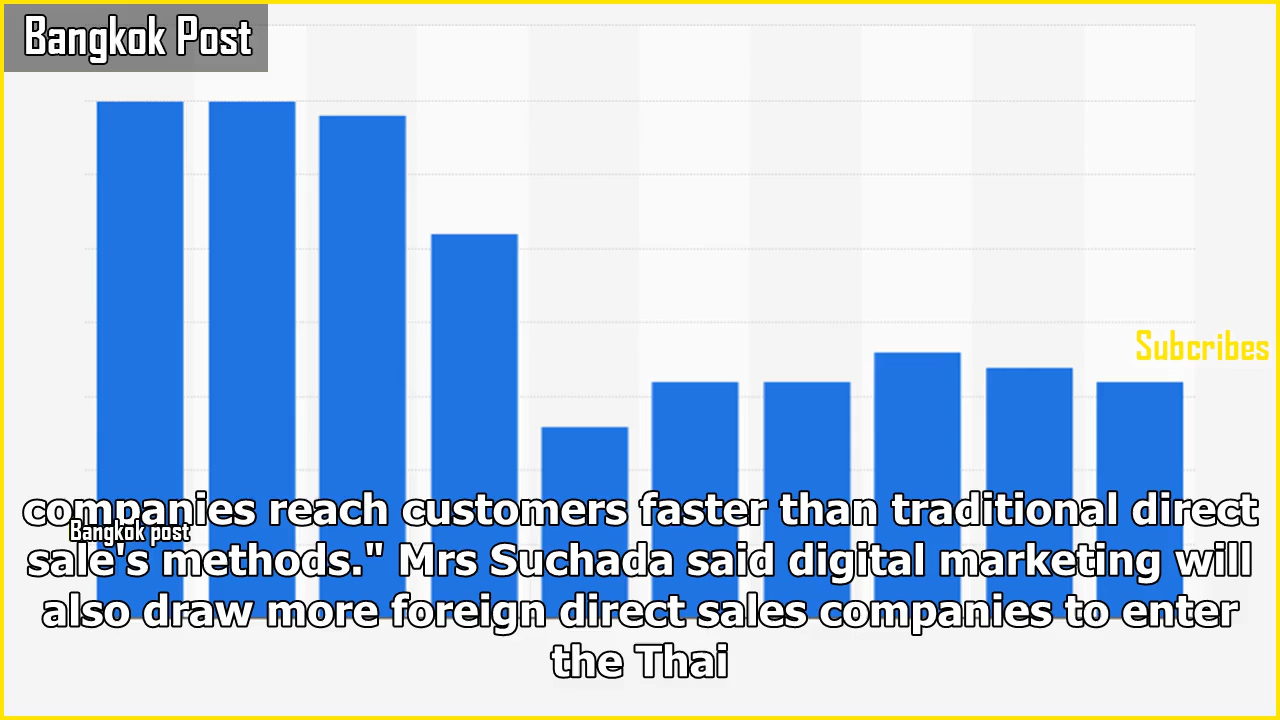 Bangkok Post
Subcribes
companies reach customers faster than traditional direct
Bangkok post
sale's methods." Mrs Suchada said digital marketing will
also draw more foreign direct sales companies to enter
the Thai